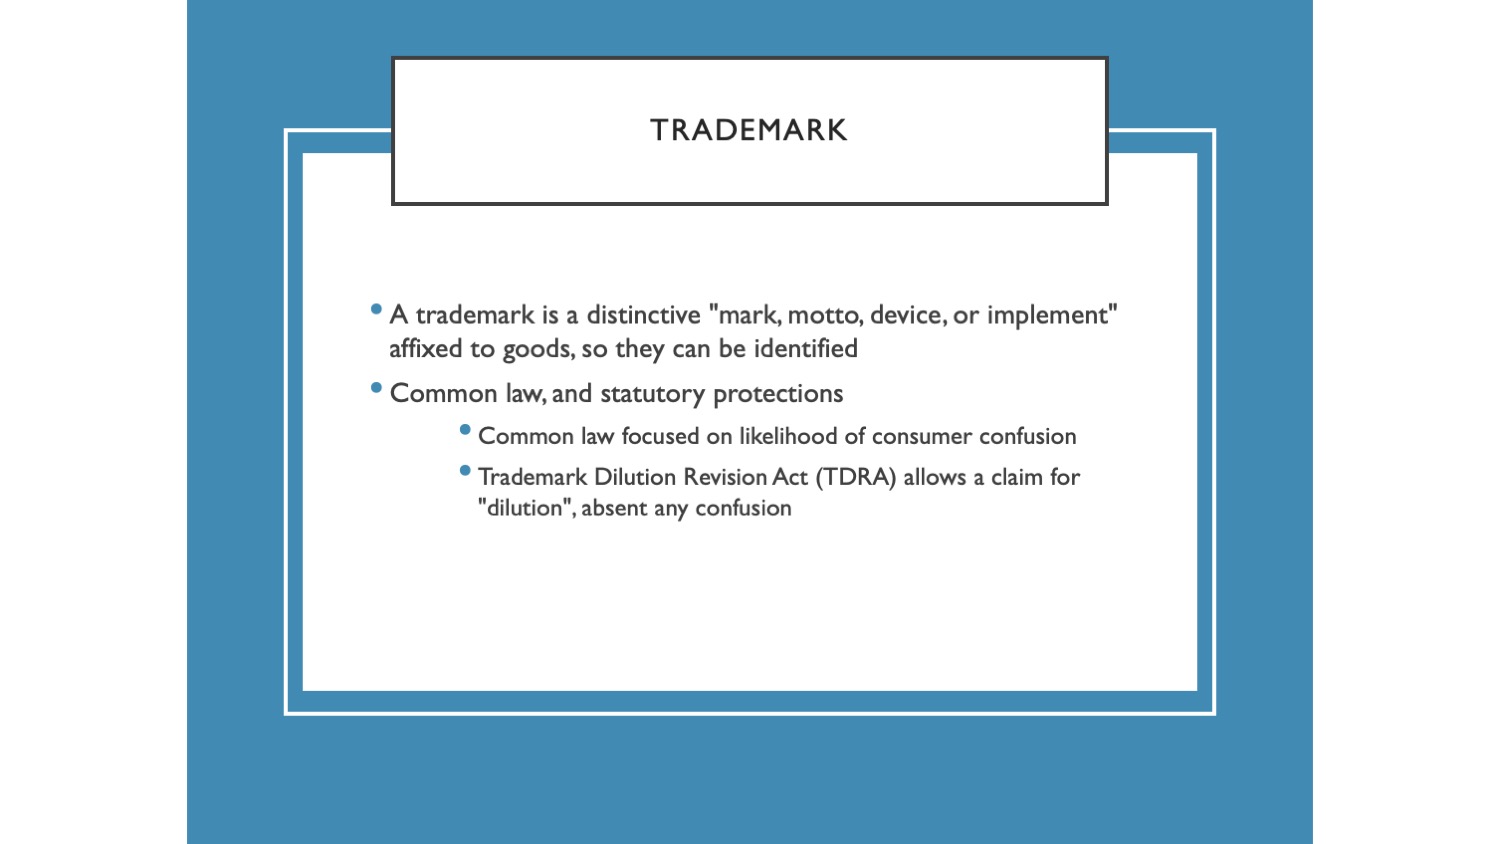 TRADEMARK
• A trademark is a distinctive "mark, motto, device, or implement"
affixed to goods, so they can be identified
• Common law, and statutory protections
• Common law focused on likelihood of consumer confusion
• Trademark Dilution Revision Act (TDRA) allows a claim for
"dilution", absent any confusion